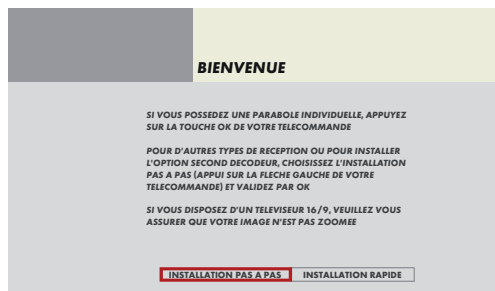 BIENVENUE
SI VOUS POSSEDEZ UNE PARABOLE INDIVIDUELLE, APPUYEZ
SUR LA TOUCHE OK DE VOTRE TELECOMMANDE
POUR D'AUTRES TYPES DE RECEPTION OU POUR INSTALLER
L'OPTION SECOND DECODEUR, CHOISISSEZ L'INSTALLATION
PAS A PAS (APPUI SUR LA FLECHE GAUCHE DE VOTRE
TELECOMMANDE) ET VALIDEZ PAR OK
SI VOUS DISPOSEZ D'UN TELEVISEUR 16/9, VEUILLEZ VOUS
ASSURER QUE VOTRE IMAGE N'EST PAS ZOOMEE
INSTALLATION PAS A PAS INSTALLATION RAPIDE